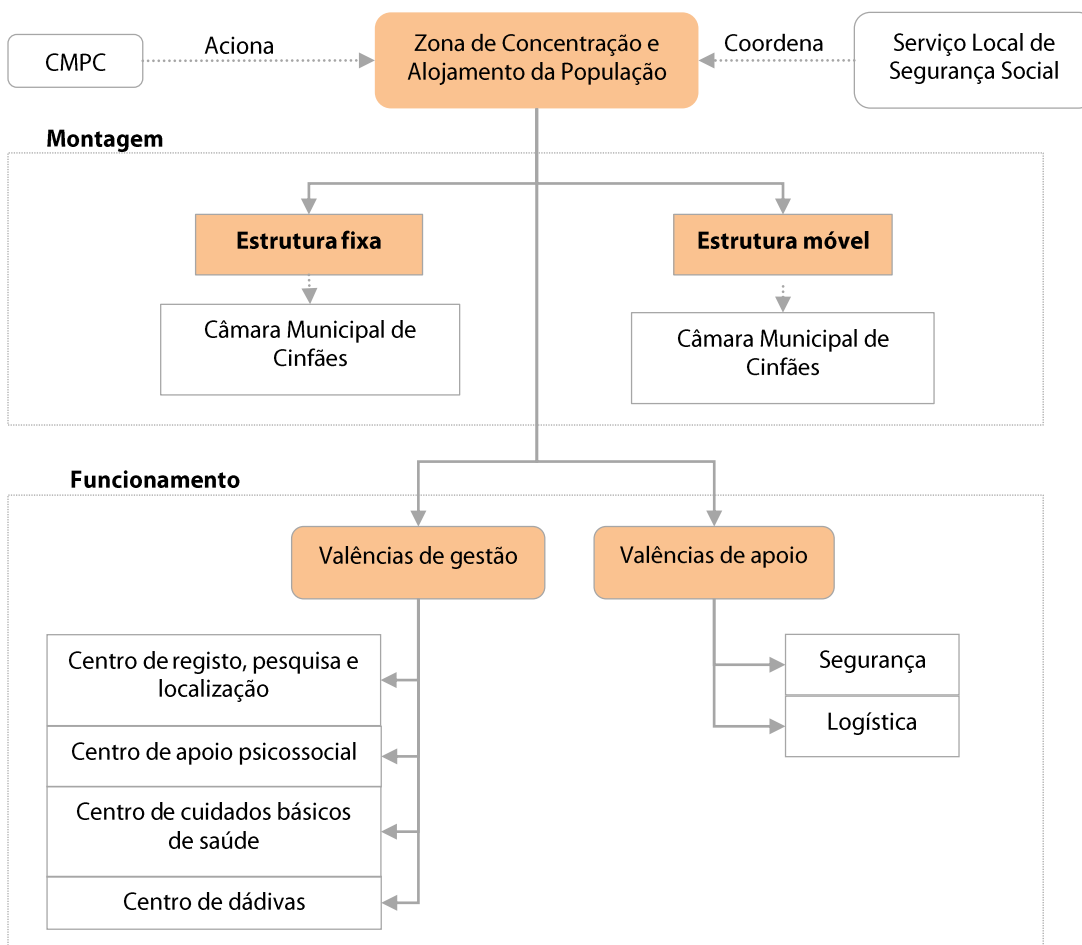 CMPC
Aciona
Zona de Concentração e
Alojamento da População
Coordena
Serviço Local de
Segurança Social
Montagem
Estrutura fixa
Estrutura móvel
Câmara Municipal de
Cinfães
Câmara Municipal de
Cinfães
Funcionamento
Valências de gestão
Valências de apoio
Centro de registo, pesquisa e
localização
Centro de apoio psicossocial
Centro de cuidados básicos
de saúde
Centro de dádivas
Segurança
Logística